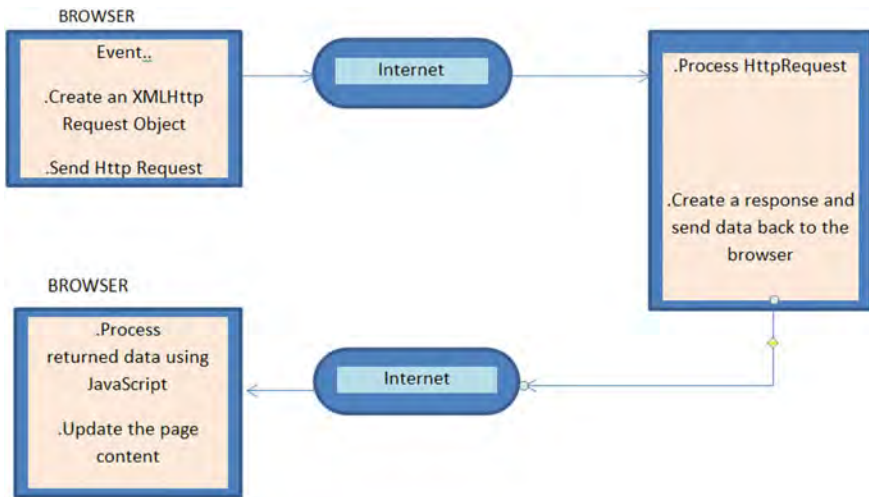 BROWSER
Event..
.Create an XMLHttp
Request Object
.Send Http Request
Internet
.Process HttpRequest
.Create a response and
send data back to the
browser
BROWSER
.Process
returned data using
JavaScript
.Update the page
content
Internet